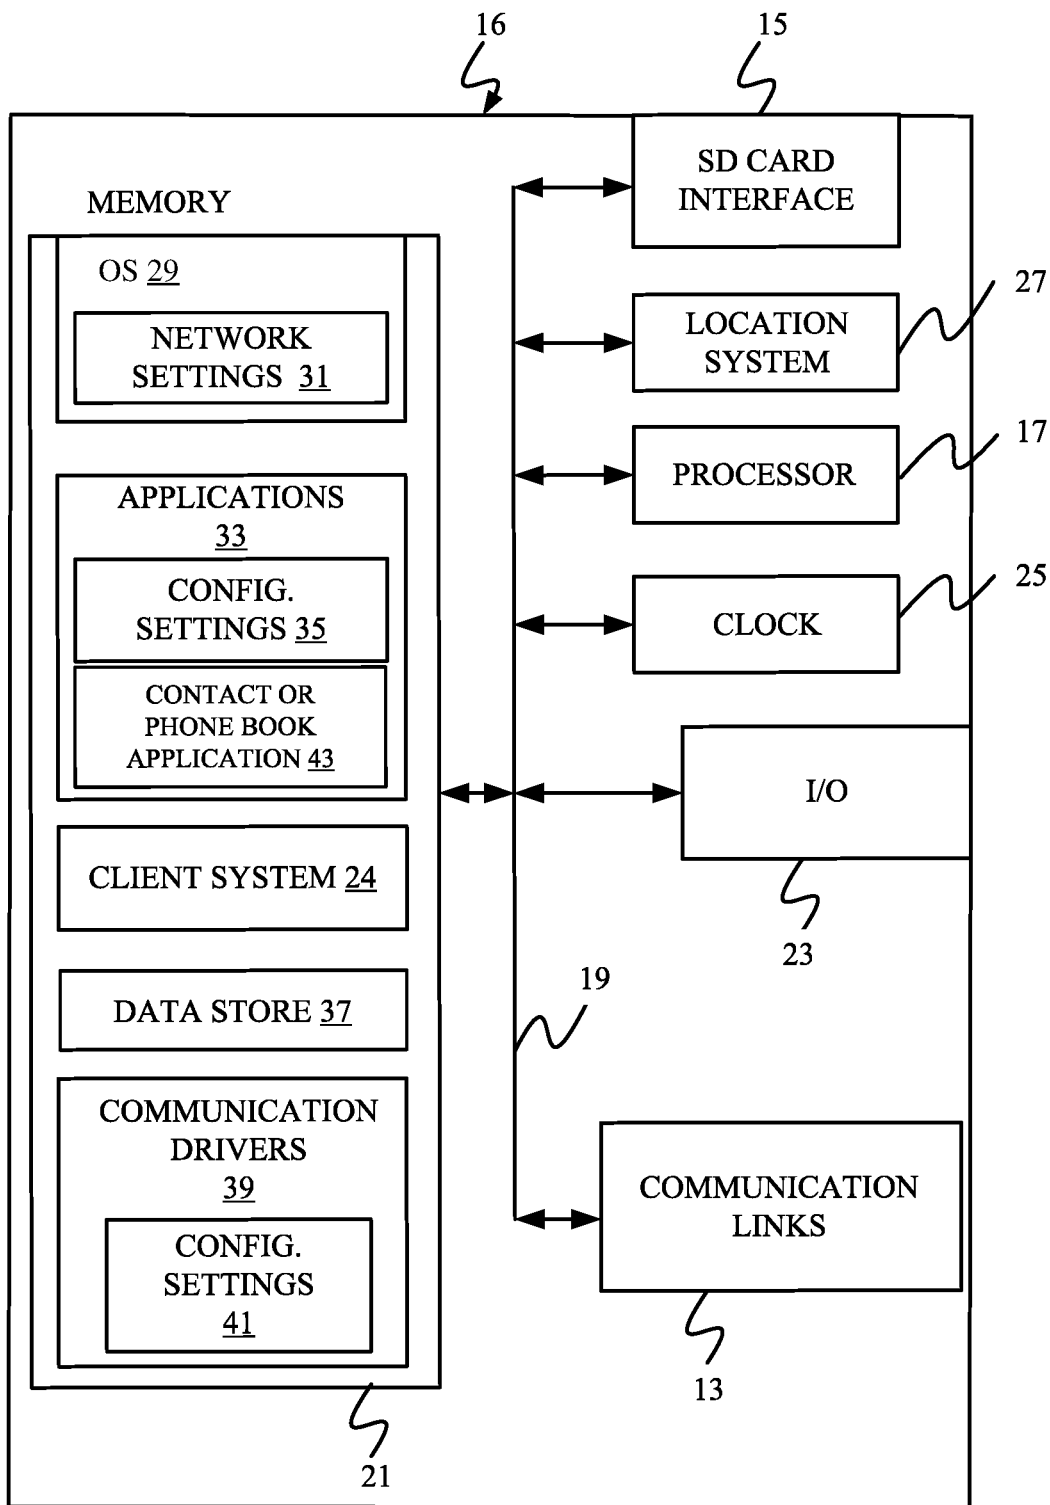 16
15
SD CARD
INTERFACE
MEMORY
OS 29
NETWORK
SETTINGS 31
27
LOCATION
SYSTEM
17
PROCESSOR
APPLICATIONS
33
CONFIG.
SETTINGS 35
25
CLOCK
CONTACT OR
PHONE BOOK
APPLICATION 43
I/O
23
CLIENT SYSTEM 24
19
DATA STORE 37
COMMUNICATION
DRIVERS
39
CONFIG.
SETTINGS
41
COMMUNICATION
LINKS
13
21